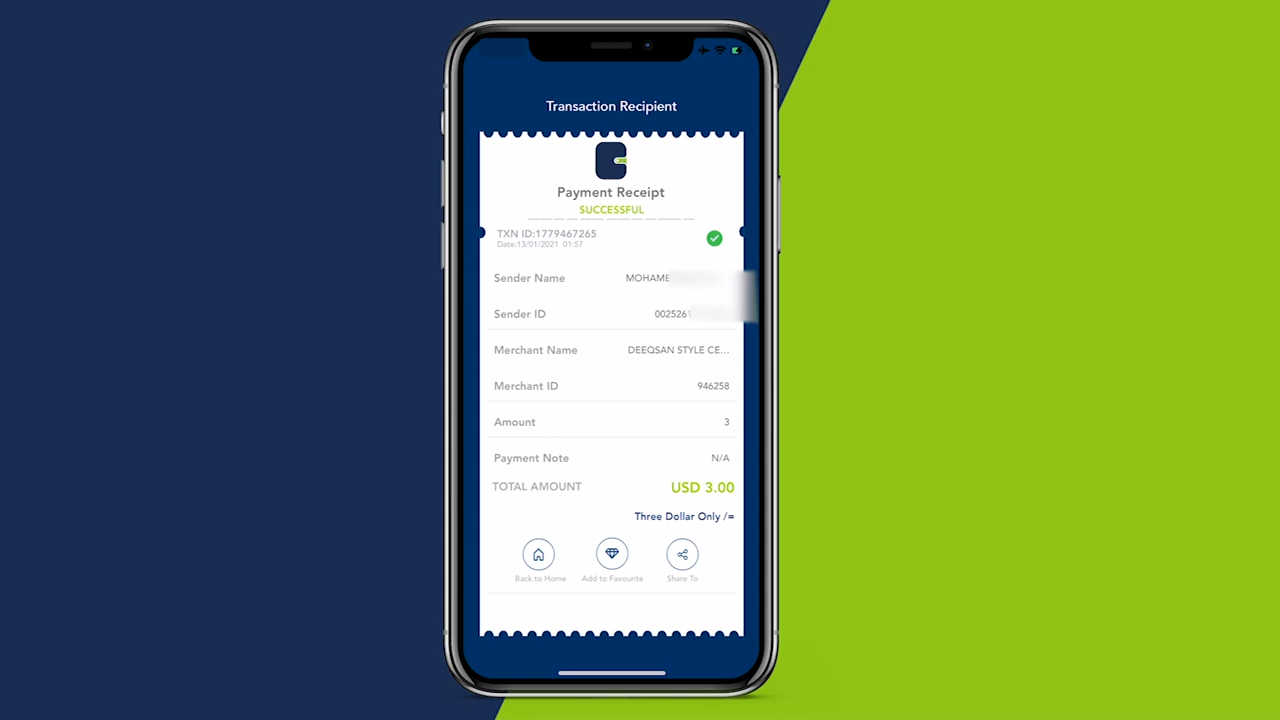 Transaction Recipient
Payment Receipt
SUCCESSFUL
TXN ID:1779467265
Date:13/01/2021 01:57
Sender Name MOHAME
Sender ID 0025261
Merchant Name DEEQSAN STYLE CE...
Merchant ID 946258
Amount 3
Payment Note N/A
TOTAL AMOUNT USD 3.00
Three Dollar Only /=
Back to Home Add to Favourite Share To